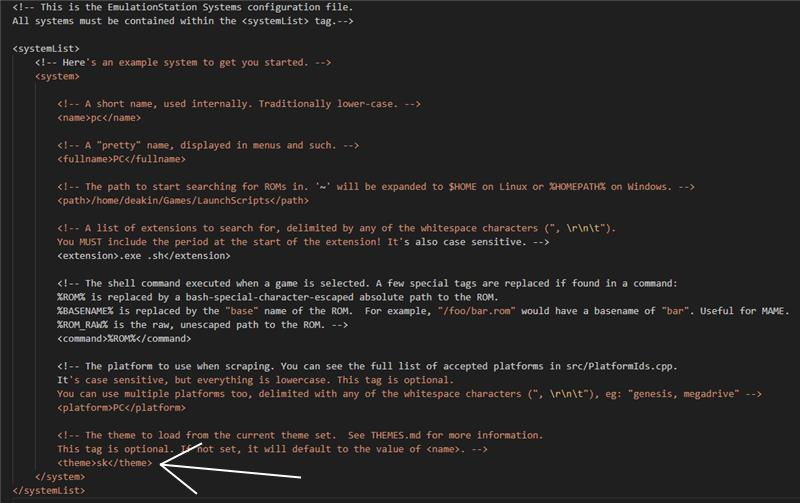 <!-- This is the EmulationStation Systems configuration file.
All systems must be contained within the <systemList> tag.-->
<systemList>
<!-- Here's an example system to get you started. -->
<system>
<!-- A short name, used internally. Traditionally lower-case. -->
<name>pc</name>
<!-- A "pretty" name, displayed in menus and such. -->
<fullname>PC</fullname>
<!-- The path to start searching for ROMs in. '~' will be expanded to $HOME on Linux or %HOMEPATH% on Windows. -->
<path>/home/deakin/Games/LaunchScripts</path>
<!-- A list of extensions to search for, delimited by any of the whitespace characters (", \r\n\t").
You MUST include the period at the start of the extension! It's also case sensitive. -->
<extension>.exe .sh</extension>
<!-- The shell command executed when a game is selected. A few special tags are replaced if found in a command:
%ROM% is replaced by a bash-special-character-escaped absolute path to the ROM.
%BASENAME% is replaced by the "base" name of the ROM.  For example, "/foo/bar.rom" would have a basename of "bar". Useful for MAME.
%ROM_RAW% is the raw, unescaped path to the ROM. -->
<command>%ROM%</command>
<!-- The platform to use when scraping. You can see the full list of accepted platforms in src/PlatformIds.cpp.
It's case sensitive, but everything is lowercase. This tag is optional.
You can use multiple platforms too, delimited with any of the whitespace characters (", \r\n\t"), eg: "genesis, megadrive" -->
<platform>PC</platform>
<!-- The theme to load from the current theme set.  See THEMES.md for more information.
This tag is optional. If not set, it will default to the value of <name>. -->
<theme>sk</theme>
</system>
</systemList>